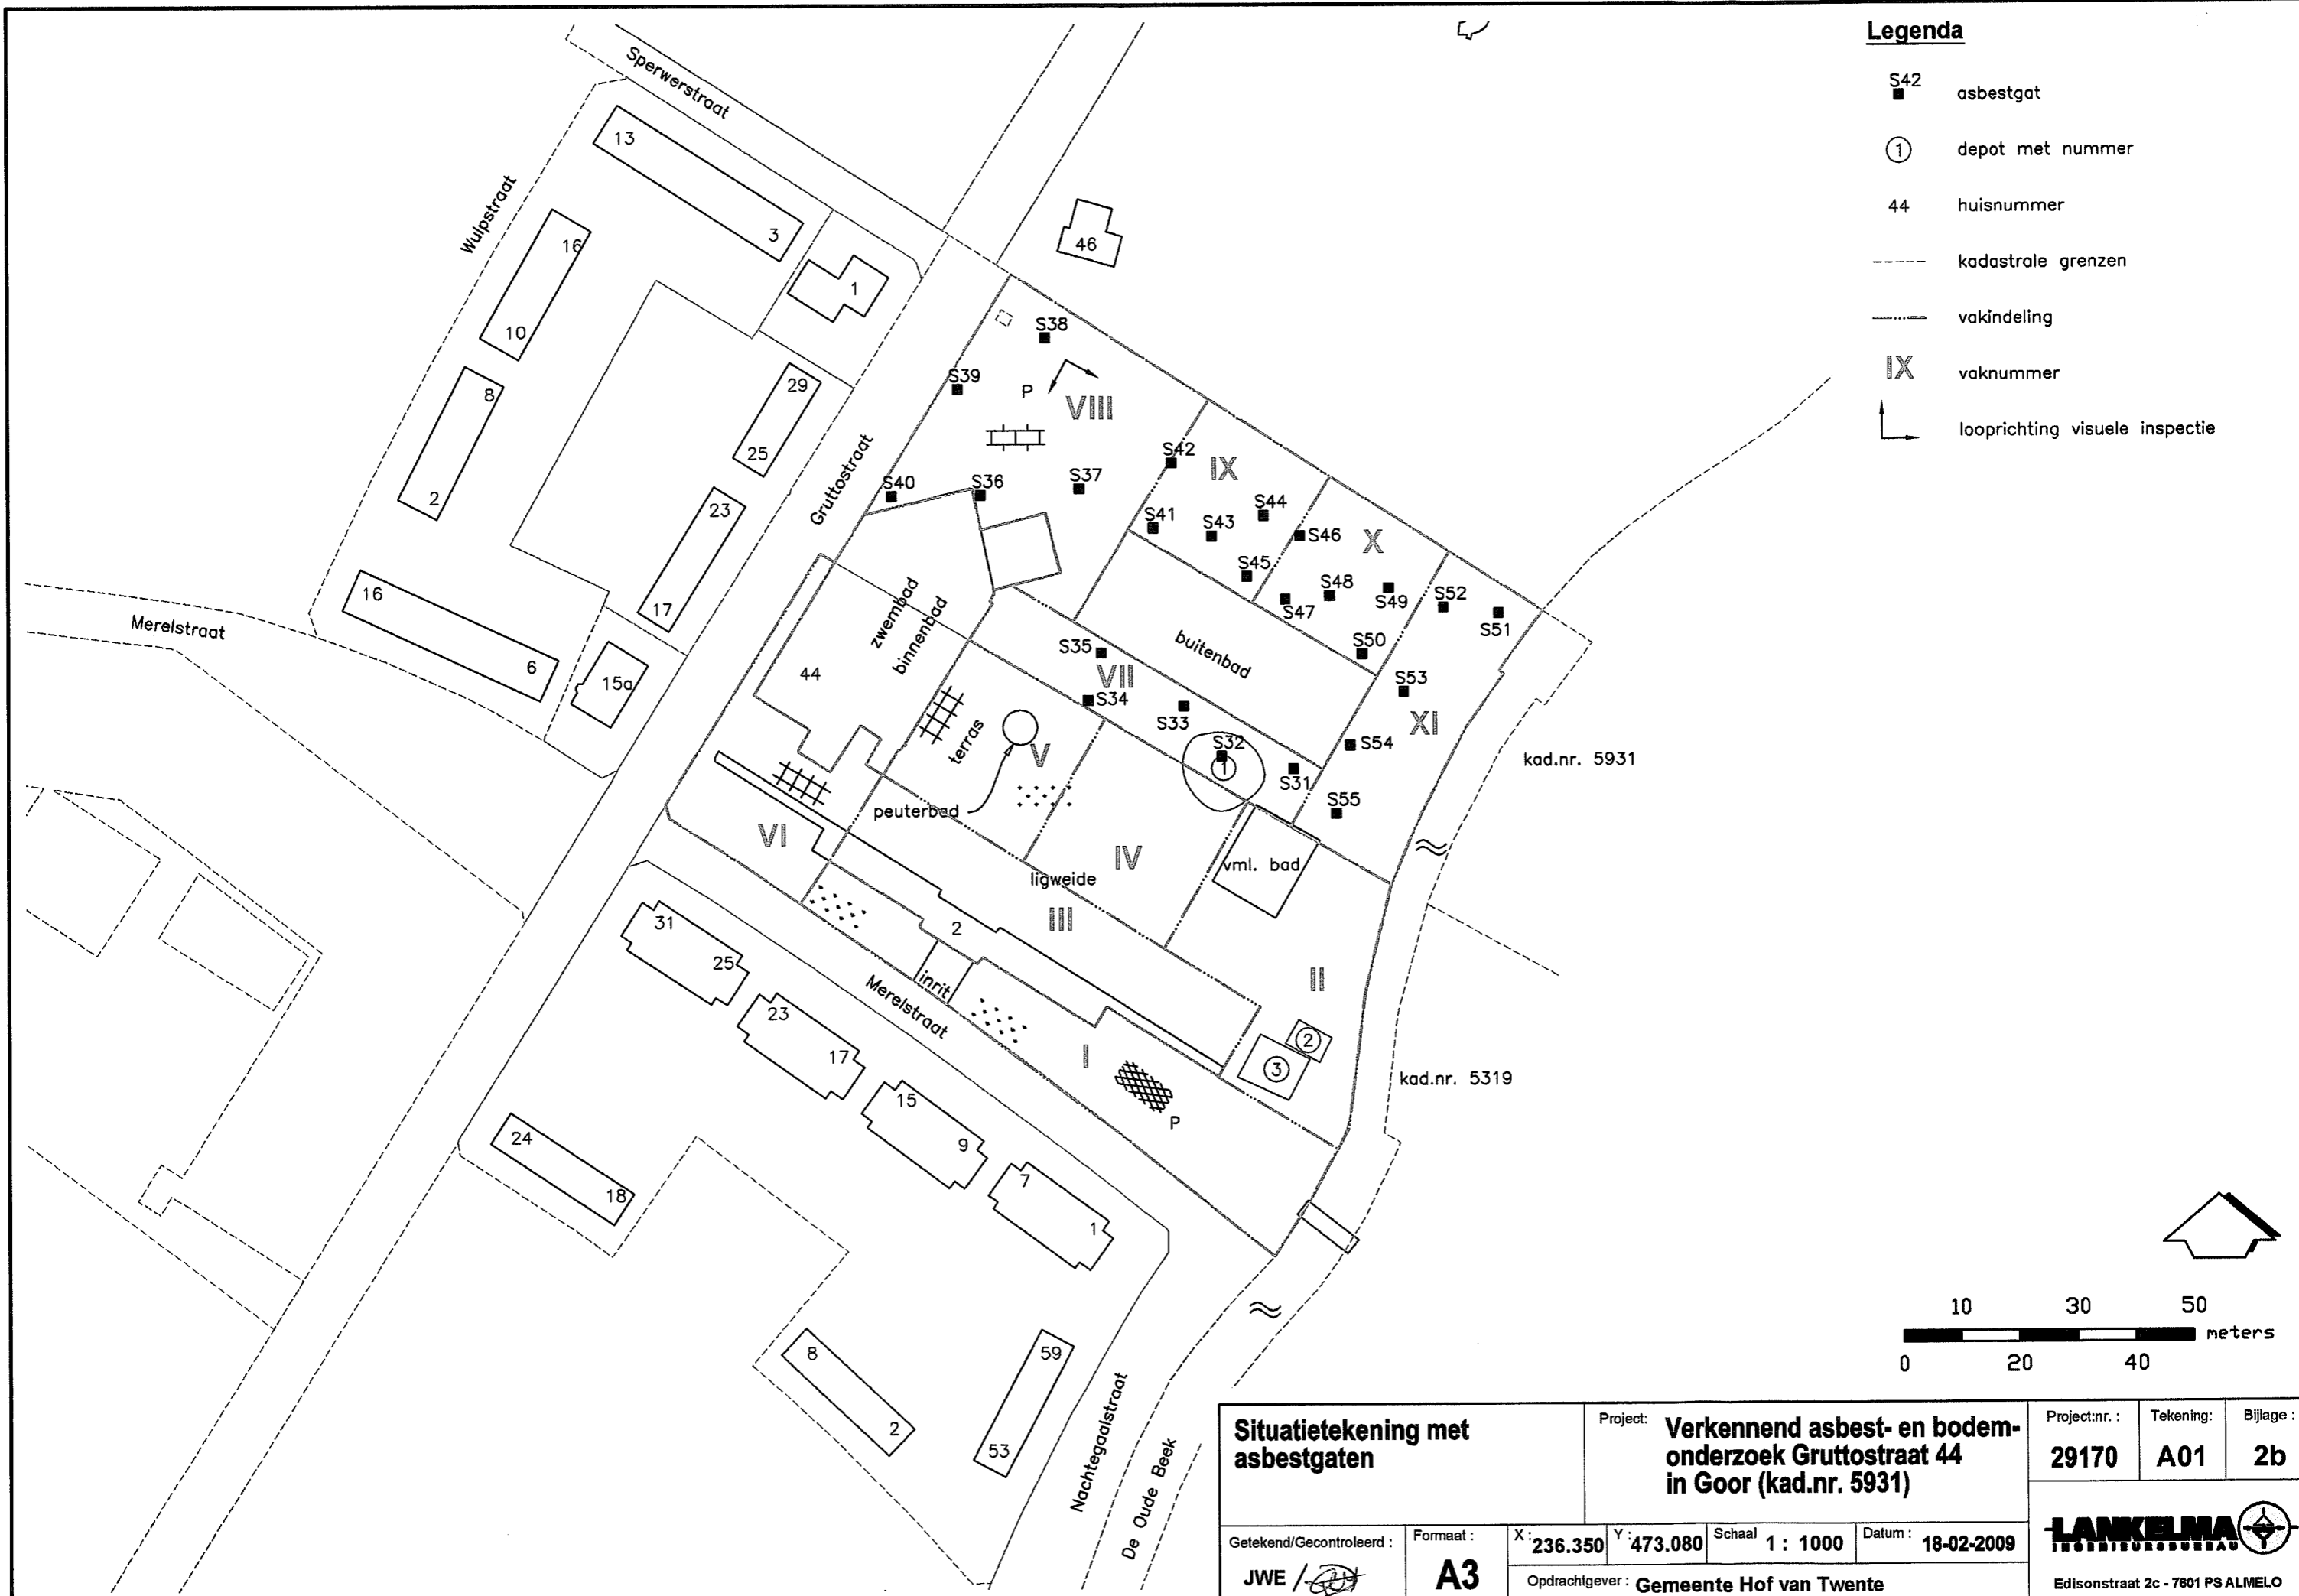 Legenda
S42
asbestgat
1
depot met nummer
44
huisnummer
kadastrale grenzen
vakindeling
IX
vaknummer
looprichting visuele inspectie
Sperwerstraat
13
3
Wulpstraat
16
10
1
46
8
2
29
25
23
17
Gruttostraat
S38
S39
P
VIII
S40
S36
S37
S42
IX
S41
S43
S44
S45
S46
X
S47
S48
S49
S50
S52
S51
S53
XI
S54
S55
16
6
15a
Merelstraat
zwembad
binnenbad
44
buitenbad
S35
VII
S34
S33
S32
1
S31
terras
V
peuterbad
VI
IV
ligweide
III
vml. bad
kad.nr. 5931
2
inrit
Merelstraat
II
2
3
I
P
kad.nr. 5319
31
25
23
17
15
9
7
1
24
18
8
2
59
53
Nachtegaalstraat
De Oude Beek
10 30 50
meters
0 20 40
Situatietekening met
asbestgaten
Project:
Verkennend asbest- en bodem-
onderzoek Gruttostraat 44
in Goor (kad.nr. 5931)
Project:nr. :
29170
Tekening:
A01
Bijlage :
2b
Getekend/Gecontroleerd :
JWE /
Formaat :
A3
X : 236.350
Y : 473.080
Schaal 1 : 1000
Datum : 18-02-2009
Opdrachtgever : Gemeente Hof van Twente
LANKELMA
INGENIEURSBUREAU
Edisonstraat 2c - 7601 PS ALMELO